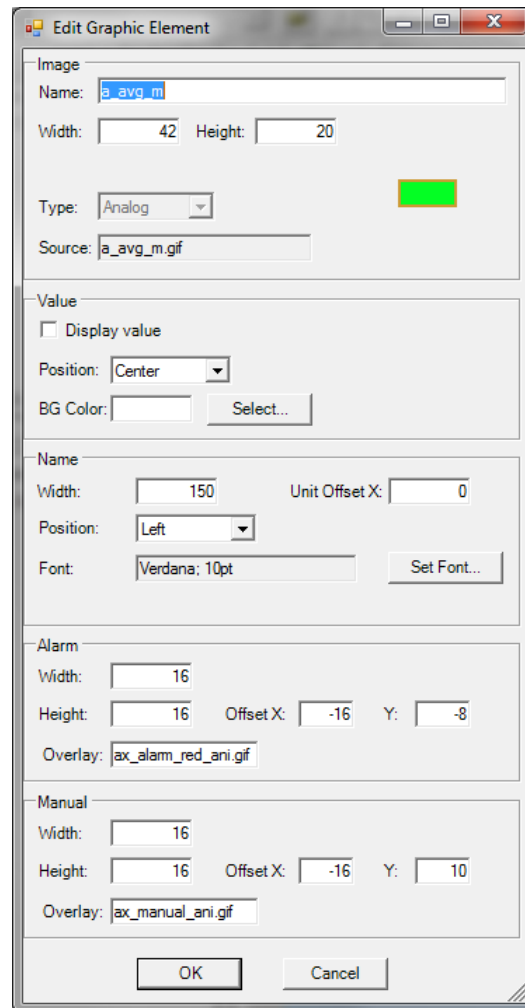 Edit Graphic Element
Image
Name: a_avg_m
Width: 42 Height: 20
Type: Analog
Source: a_avg_m.gif
Value
Display value
Position: Center
BG Color: Select...
Name
Width: 150 Unit Offset X: 0
Position: Left
Font: Verdana; 10pt Set Font...
Alarm
Width: 16
Height: 16 Offset X: -16 Y: -8
Overlay: ax_alarm_red_ani.gif
Manual
Width: 16
Height: 16 Offset X: -16 Y: 10
Overlay: ax_manual_ani.gif
OK Cancel